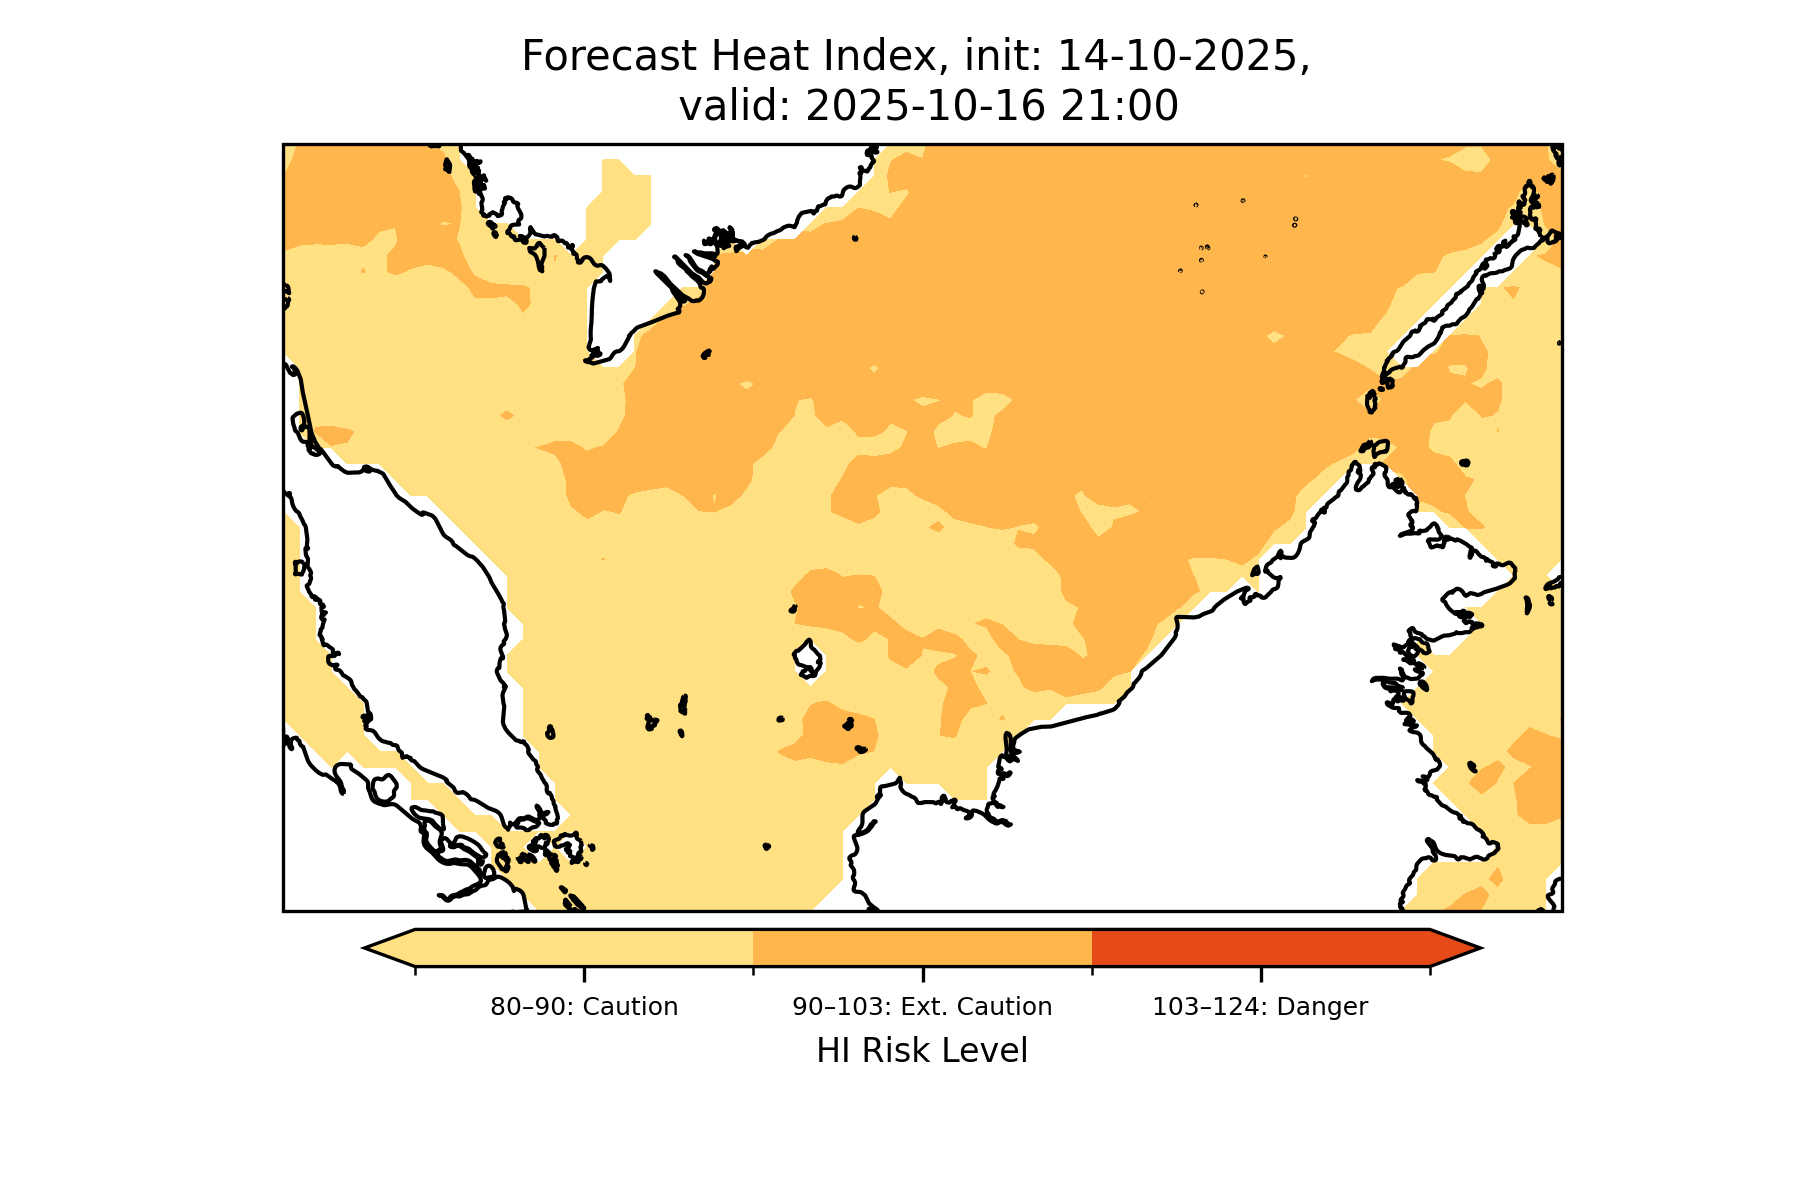 Forecast Heat Index, init: 14-10-2025,
valid: 2025-10-16 21:00
80–90: Caution
90–103: Ext. Caution
103–124: Danger
HI Risk Level